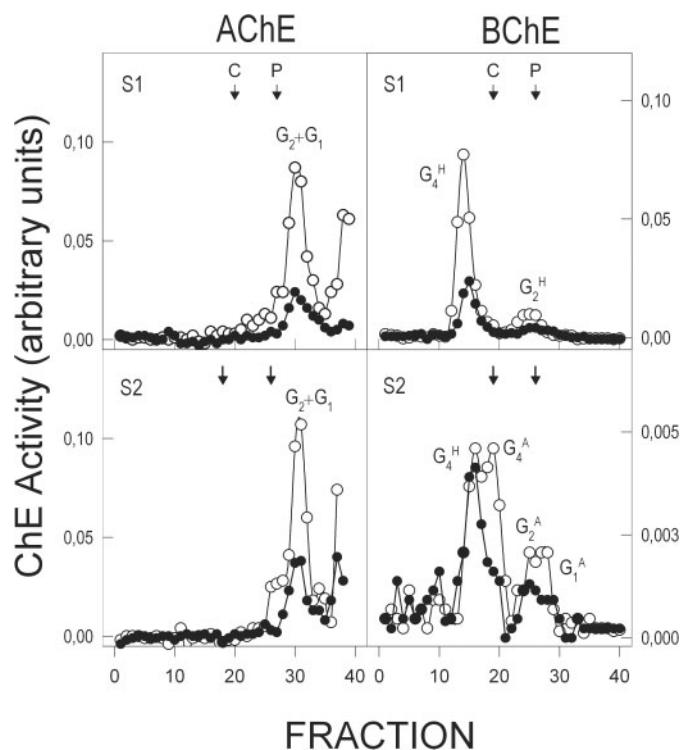 AChE
BChE
S1
C
P
G₂+G₁
0,10
0,05
0,00
S1
C
P
G₄ᴴ
G₂ᴴ
0,10
0,05
0,00
S2
G₂+G₁
0,10
0,05
0,00
S2
G₄ᴴ
G₄ᴬ
G₂ᴬ
G₁ᴬ
0,005
0,003
0,000
0 10 20 30 40
0 10 20 30 40
ChE Activity (arbitrary units)
FRACTION